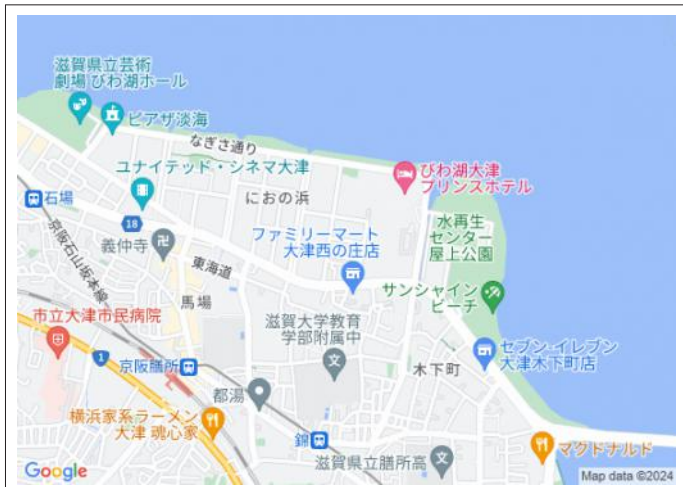 滋賀県立芸術
劇場 びわ湖ホール
ピアザ淡海
なぎさ通り
ユナイテッド・シネマ大津
びわ湖大津
プリンスホテル
石場
におの浜
水再生
センター
屋上公園
18
義仲寺
ファミリーマート
大津西の庄店
京阪石山坂本線
東海道
サンシャイン
ビーチ
馬場
市立大津市民病院
滋賀大学教育
学部附属中
セブン-イレブン
大津木下町店
1
京阪膳所
木下町
都湯
横浜家系ラーメン
大津 魂心家
錦
マクドナルド
滋賀県立膳所高
Google
Map data ©2024